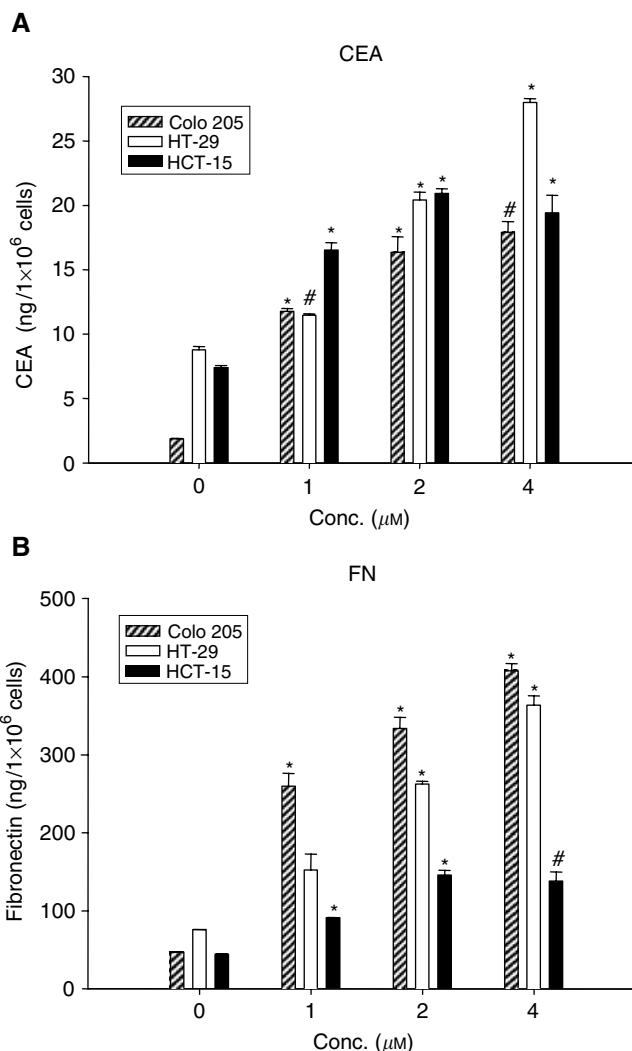 A
CEA
30
25
20
15
10
5
0
CEA (ng/1×10⁶ cells)
Colo 205
HT-29
HCT-15
* # *
* * *
# * *
0 1 2 4
Conc. (μM)
B
FN
500
400
300
200
100
0
Fibronectin (ng/1×10⁶ cells)
Colo 205
HT-29
HCT-15
* *
* * *
* * #
0 1 2 4
Conc. (μM)